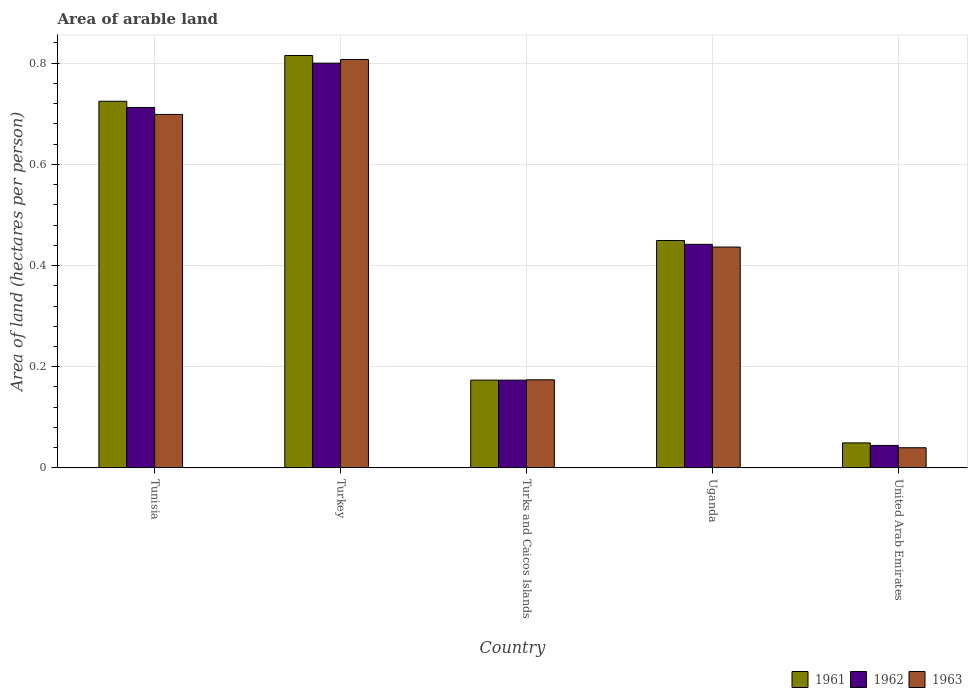 Area of arable land
Area of land (hectares per person)
0.8
0.6
0.4
0.2
0
Tunisia
Turkey
Turks and Caicos Islands
Uganda
United Arab Emirates
Country
1961
1962
1963